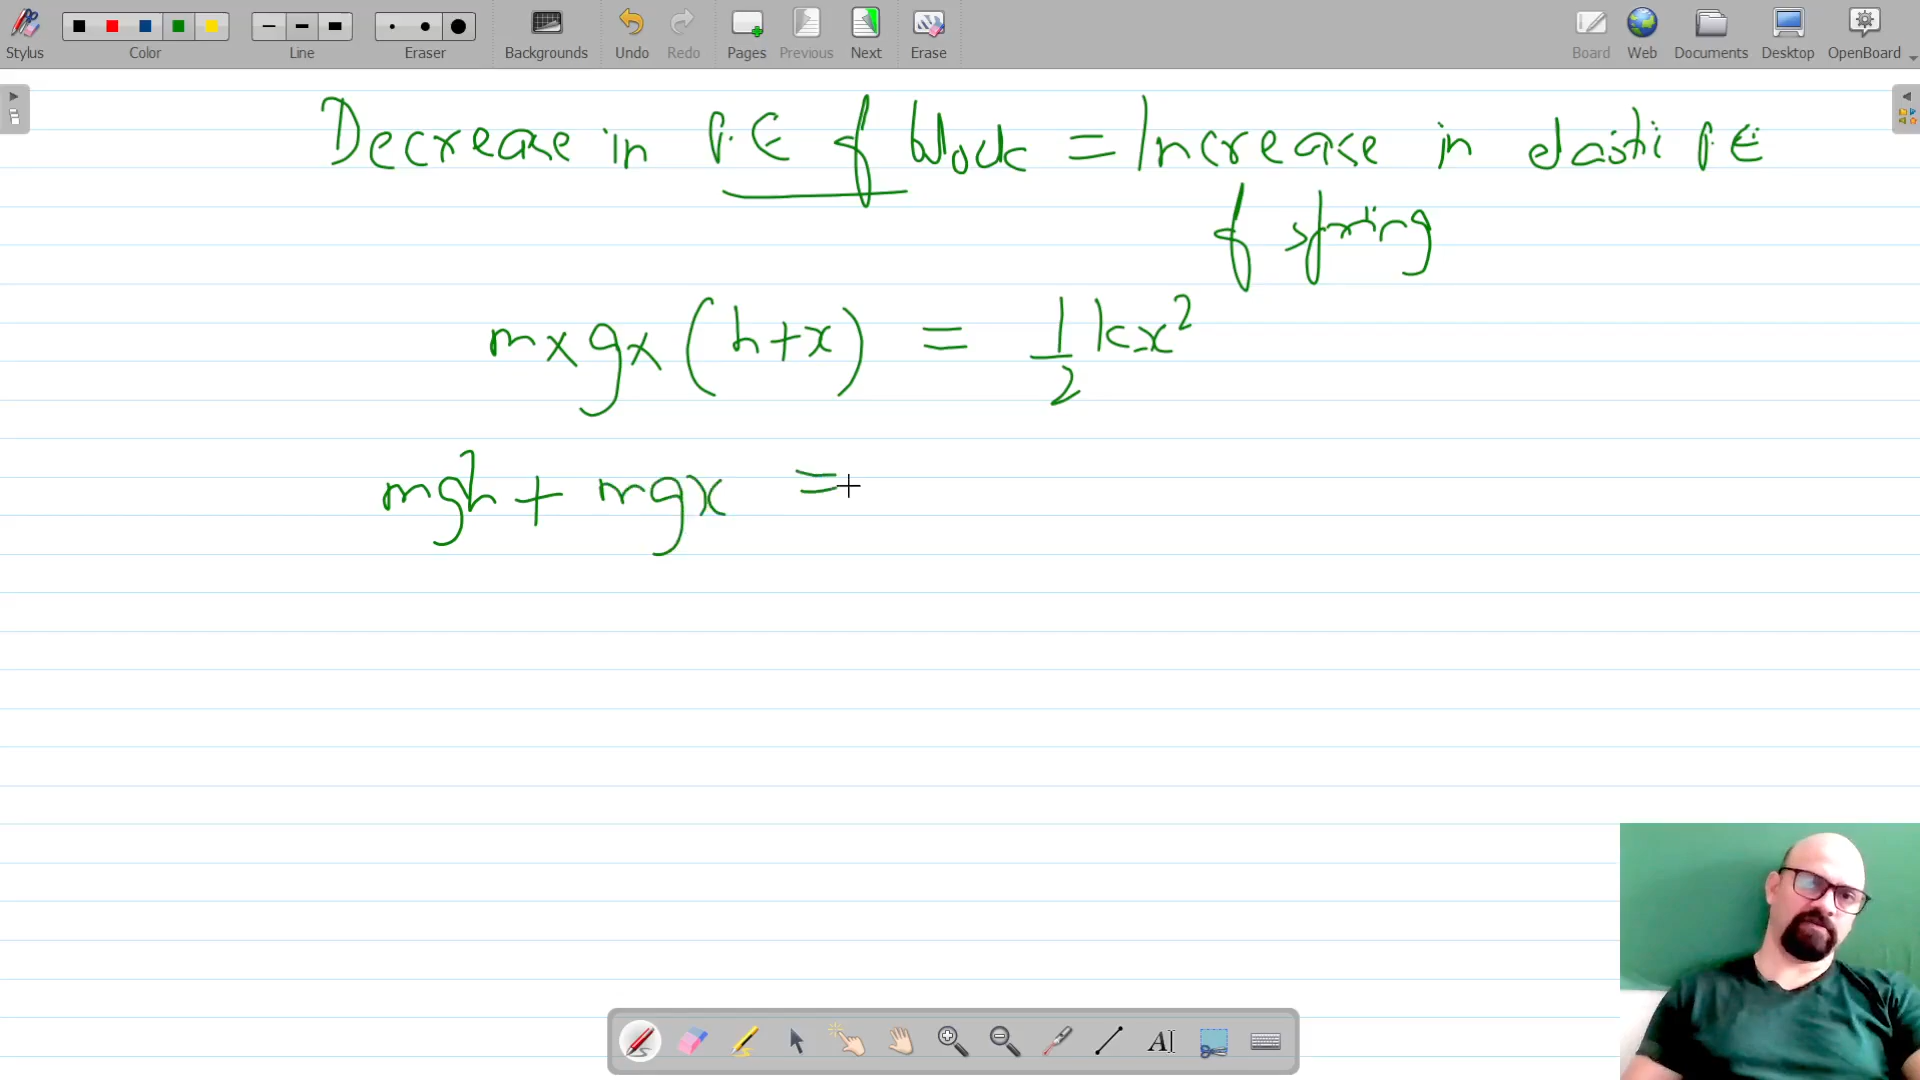 Stylus Color Line Eraser Backgrounds Undo Redo Pages Previous Next Erase Board Web Documents Desktop OpenBoard
Decrease in P.E of block = Increase in elasti P E
of spring
m x g x (h+x) = 1/2 kx²
mgh + mgx =